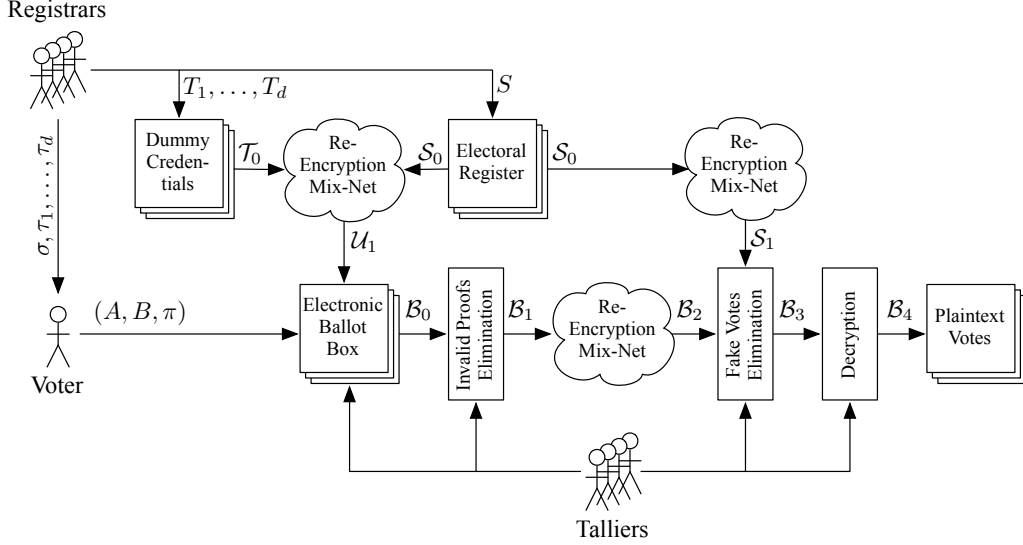 Registrars
T₁, . . . , T_d
S
σ, τ₁, . . . , τ_d
Dummy
Creden-
tials
𝒯₀
Re-
Encryption
Mix-Net
𝒮₀
Electoral
Register
𝒮₀
Re-
Encryption
Mix-Net
𝒰₁
𝒮₁
(A, B, π)
Voter
Electronic
Ballot
Box
ℬ₀
Invalid Proofs
Elimination
ℬ₁
Re-
Encryption
Mix-Net
ℬ₂
Fake Votes
Elimination
ℬ₃
Decryption
ℬ₄
Plaintext
Votes
Talliers